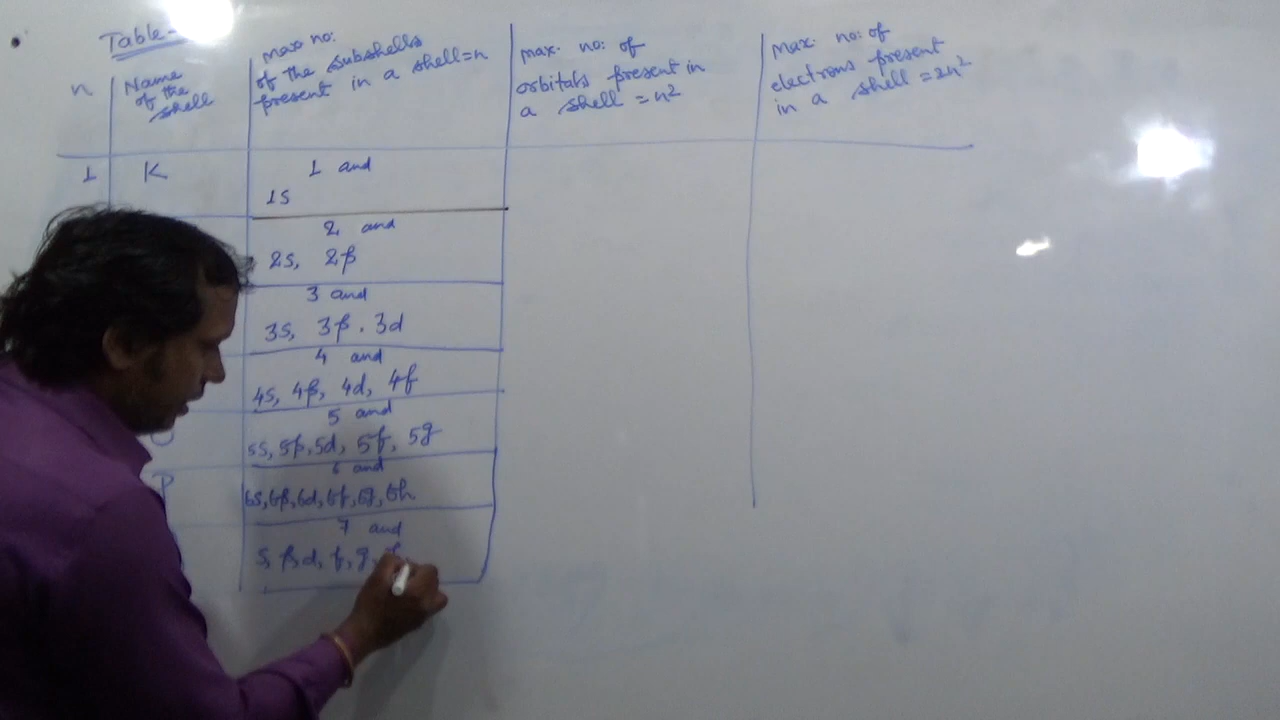 Table-
n
Name
of the
shell
max no:
of the subshells
present in a shell=n
max. no: of
orbitals present in
a shell = n²
Max. no: of
electrons present
in a shell = 2n²
1 K 1 and
1s
2 and
2s, 2p
3 and
3s, 3p. 3d
4 and
4s, 4p, 4d, 4f
O 5 and
5s, 5p, 5d, 5f, 5g
P 6 and
6s, 6p, 6d, 6f, 6g, 6h
7 and
s, p, d, f, g,